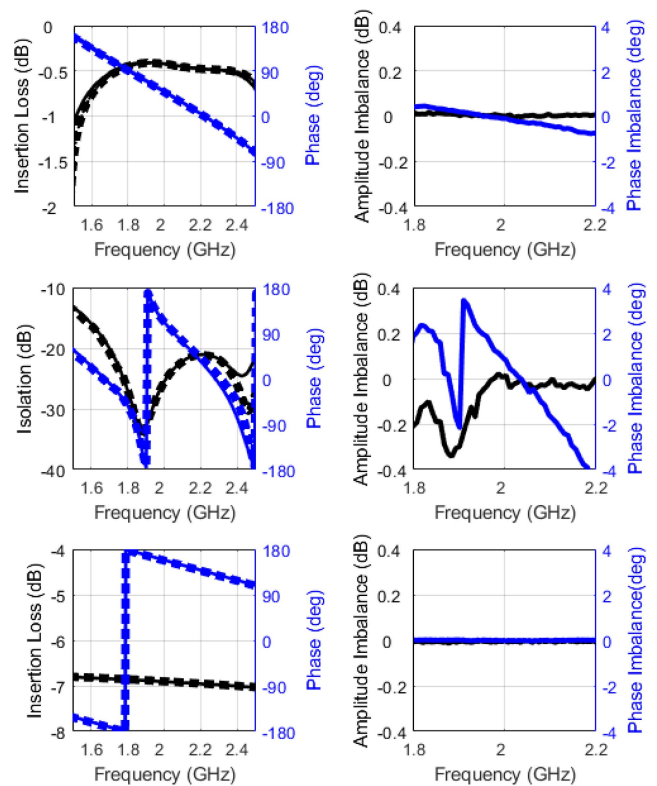 0
-0.5
-1
-1.5
-2
Insertion Loss (dB)
180
90
0
-90
-180
Phase (deg)
1.6 1.8 2 2.2 2.4
Frequency (GHz)
0.4
0.2
0
-0.2
-0.4
Amplitude Imbalance (dB)
4
2
0
-2
-4
Phase Imbalance (deg)
1.8 2 2.2
Frequency (GHz)
-10
-20
-30
-40
Isolation (dB)
180
90
0
-90
-180
Phase (deg)
1.6 1.8 2 2.2 2.4
Frequency (GHz)
0.4
0.2
0
-0.2
-0.4
Amplitude Imbalance (dB)
4
2
0
-2
-4
Phase Imbalance (deg)
1.8 2 2.2
Frequency (GHz)
-4
-5
-6
-7
-8
Insertion Loss (dB)
180
90
0
-90
-180
Phase (deg)
1.6 1.8 2 2.2 2.4
Frequency (GHz)
0.4
0.2
0
-0.2
-0.4
Amplitude Imbalance (dB)
4
2
0
-2
-4
Phase Imbalance(deg)
1.8 2 2.2
Frequency (GHz)